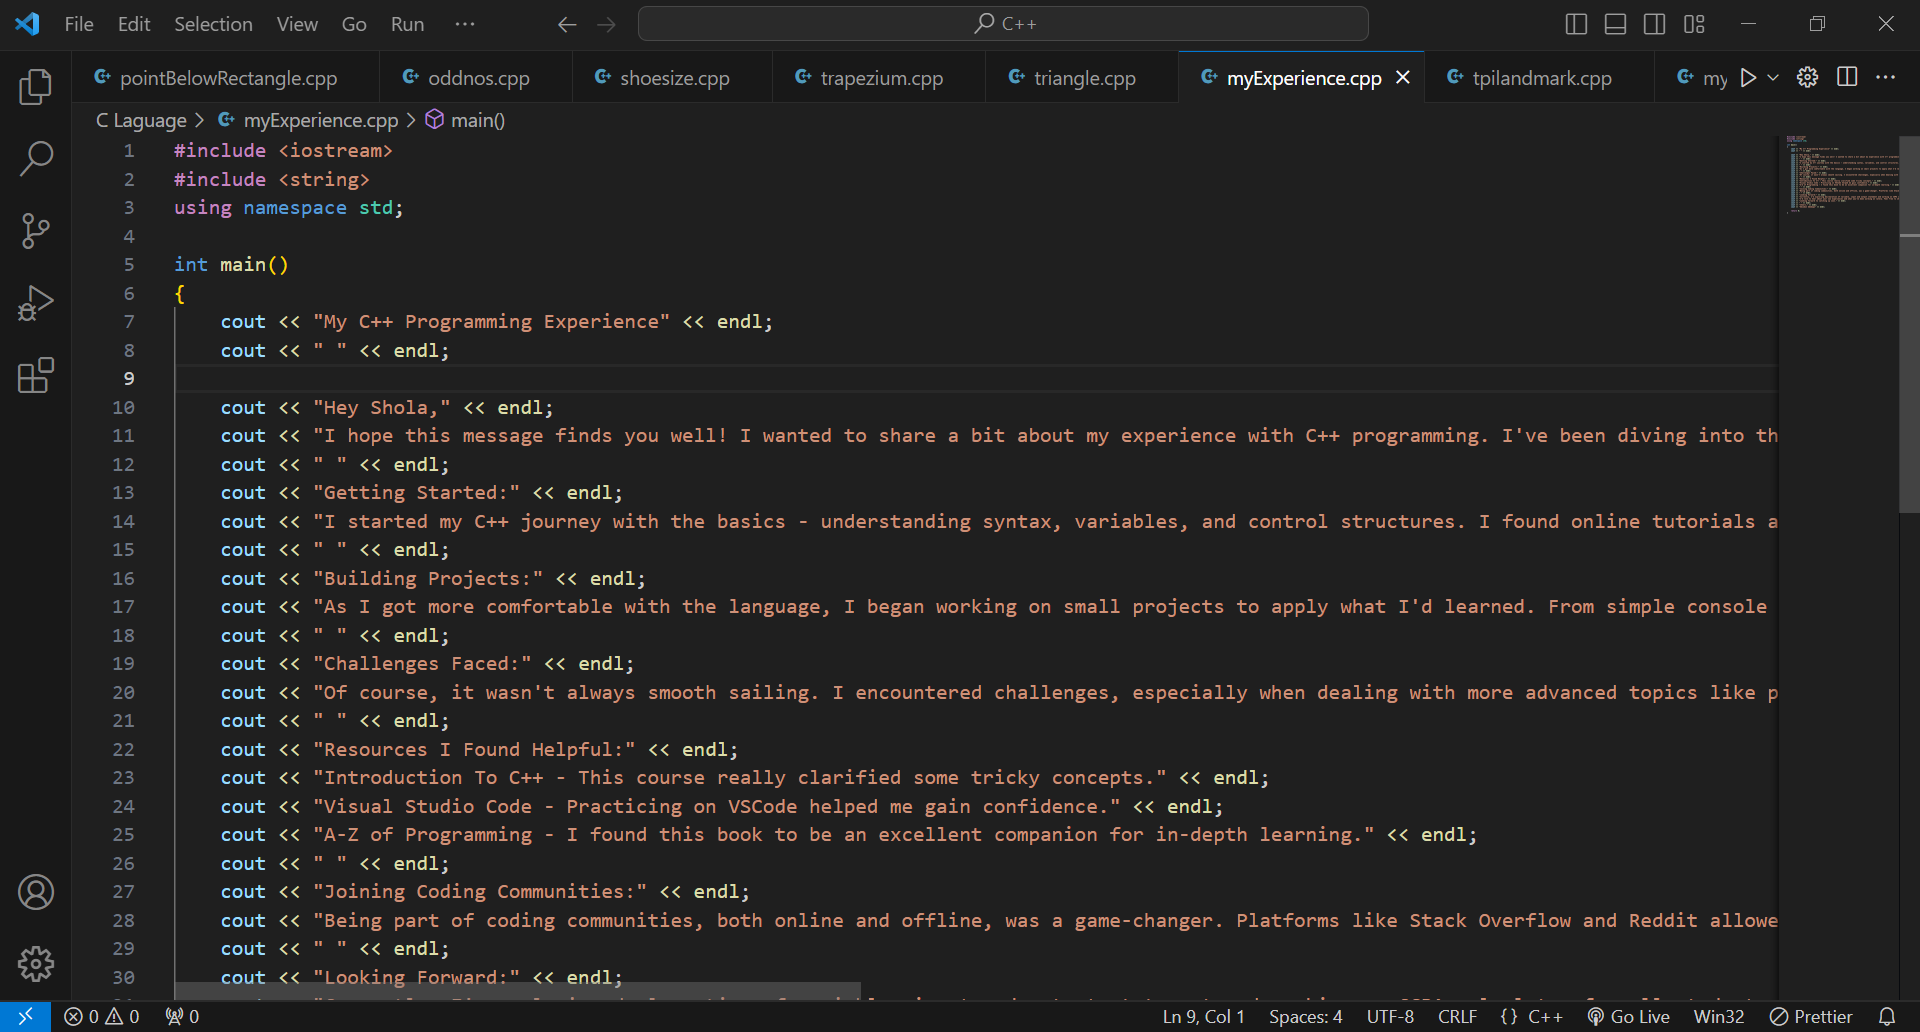 File Edit Selection View Go Run ··· C++
pointBelowRectangle.cpp oddnos.cpp shoesize.cpp trapezium.cpp triangle.cpp myExperience.cpp tpilandmark.cpp my
C Laguage > myExperience.cpp > main()
1 #include <iostream>
2 #include <string>
3 using namespace std;
4
5 int main()
6 {
7 cout << "My C++ Programming Experience" << endl;
8 cout << " " << endl;
9
10 cout << "Hey Shola," << endl;
11 cout << "I hope this message finds you well! I wanted to share a bit about my experience with C++ programming. I've been diving into th
12 cout << " " << endl;
13 cout << "Getting Started:" << endl;
14 cout << "I started my C++ journey with the basics - understanding syntax, variables, and control structures. I found online tutorials a
15 cout << " " << endl;
16 cout << "Building Projects:" << endl;
17 cout << "As I got more comfortable with the language, I began working on small projects to apply what I'd learned. From simple console
18 cout << " " << endl;
19 cout << "Challenges Faced:" << endl;
20 cout << "Of course, it wasn't always smooth sailing. I encountered challenges, especially when dealing with more advanced topics like p
21 cout << " " << endl;
22 cout << "Resources I Found Helpful:" << endl;
23 cout << "Introduction To C++ - This course really clarified some tricky concepts." << endl;
24 cout << "Visual Studio Code - Practicing on VSCode helped me gain confidence." << endl;
25 cout << "A-Z of Programming - I found this book to be an excellent companion for in-depth learning." << endl;
26 cout << " " << endl;
27 cout << "Joining Coding Communities:" << endl;
28 cout << "Being part of coding communities, both online and offline, was a game-changer. Platforms like Stack Overflow and Reddit allowe
29 cout << " " << endl;
30 cout << "Looking Forward:" << endl;
0 0 0 Ln 9, Col 1 Spaces: 4 UTF-8 CRLF {} C++ Go Live Win32 Prettier